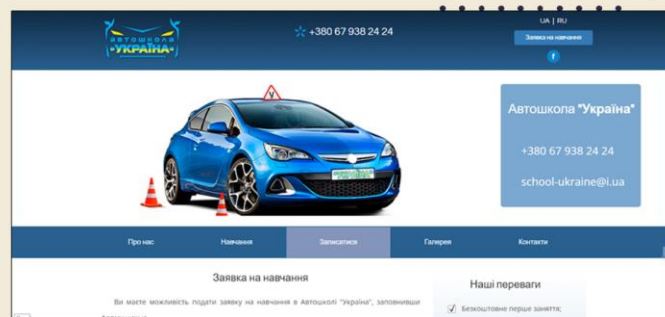 АВТОШКОЛА
«УКРАЇНА»
+380 67 938 24 24
UA | RU
Заявка на навчання
f
Автошкола "Україна"
+380 67 938 24 24
school-ukraine@i.ua
Про нас
Навчання
Записатися
Галерея
Контакти
Заявка на навчання
Ви маєте можливість подати заявку на навчання в Автошколі "Україна", заповнивши
Наші переваги
Безкоштовне перше заняття;